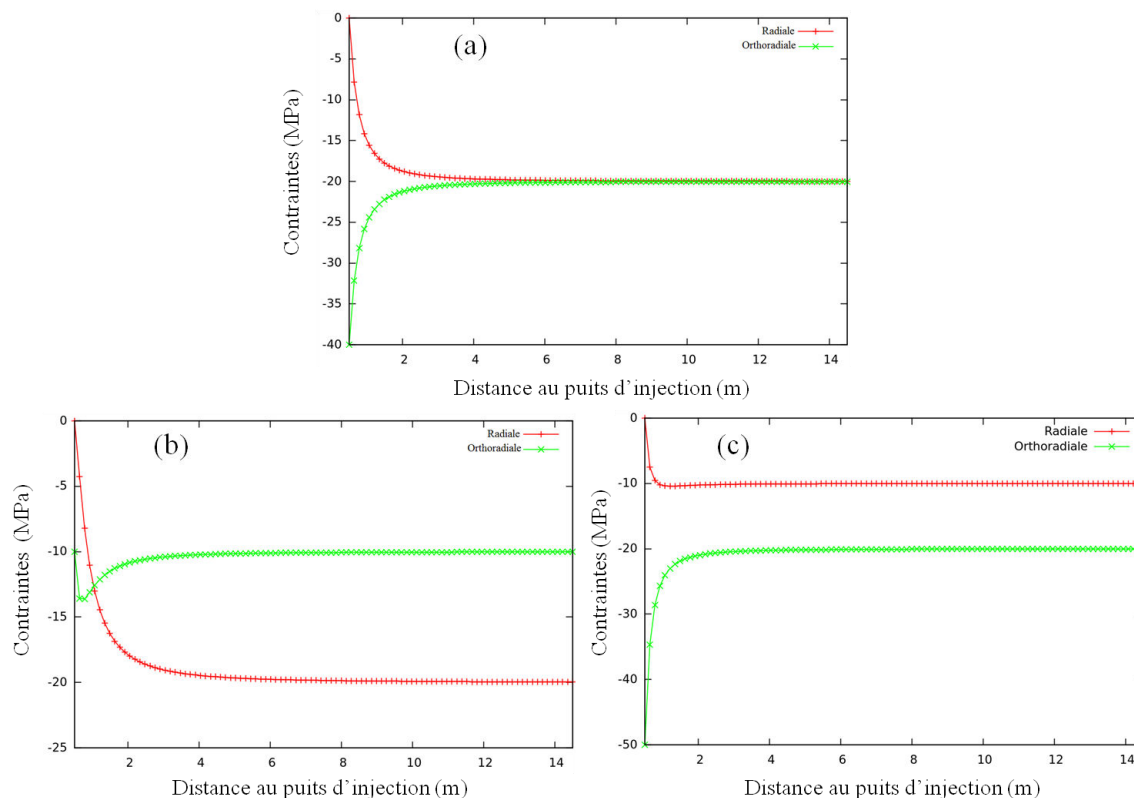 (a)
Radiale
Orthoradiale
Contraintes (MPa)
0
-5
-10
-15
-20
-25
-30
-35
-40
2 4 6 8 10 12 14
Distance au puits d'injection (m)
(b)
Radiale
Orthoradiale
Contraintes (MPa)
0
-5
-10
-15
-20
-25
2 4 6 8 10 12 14
Distance au puits d'injection (m)
(c)
Radiale
Orthoradiale
Contraintes (MPa)
0
-10
-20
-30
-40
-50
2 4 6 8 10 12 14
Distance au puits d'injection (m)